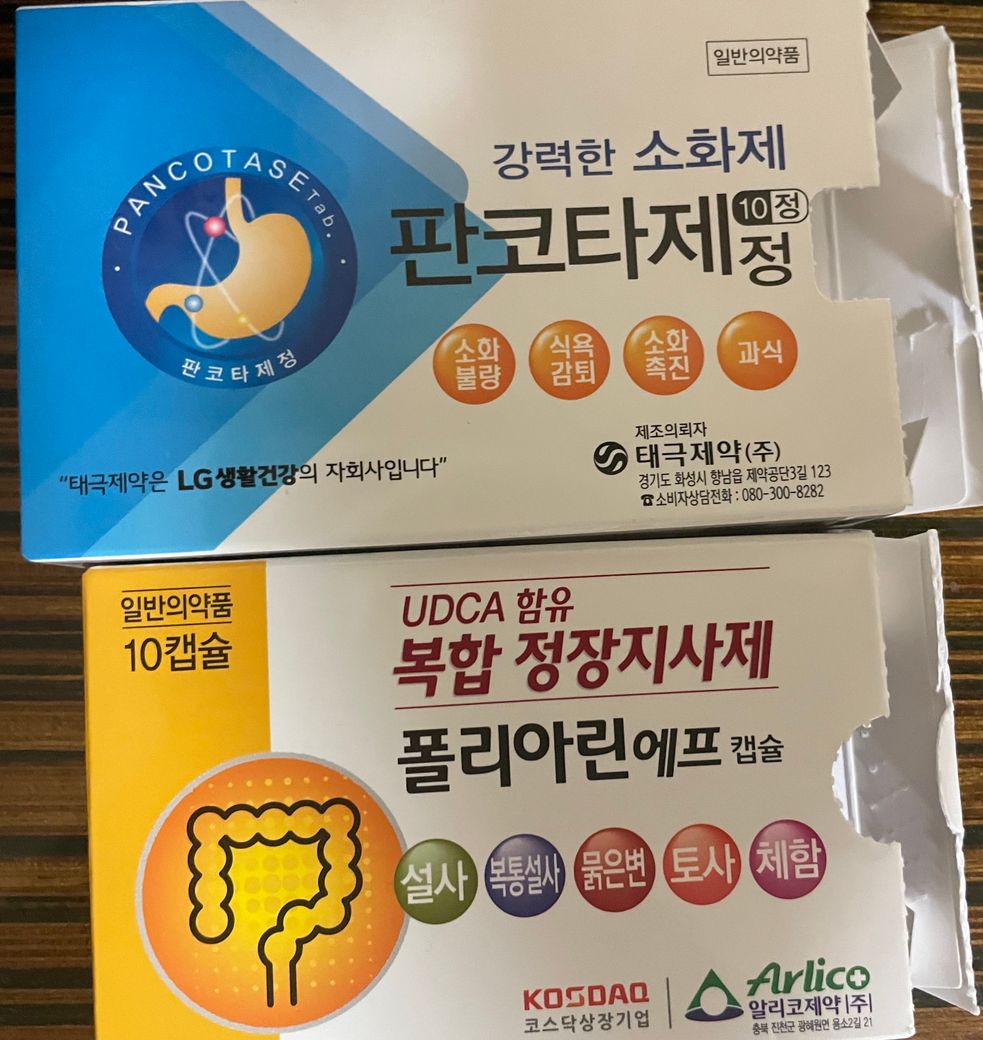 일반의약품
강력한 소화제
판코타제정
10정
PANCOTASE Tab.
판코타제정
소화
불량
식욕
감퇴
소화
촉진
과식
"태극제약은 LG생활건강의 자회사입니다"
제조의뢰자
태극제약(주)
경기도 화성시 향남읍 제약공단3길 123
☎소비자상담전화 : 080-300-8282
일반의약품
10캡슐
UDCA 함유
복합 정장지사제
폴리아린에프 캡슐
설사
복통설사
묽은변
토사
체함
KOSDAQ
코스닥상장기업
Arlico
알리코제약(주)
충북 진천군 광혜원면 용소2길 21